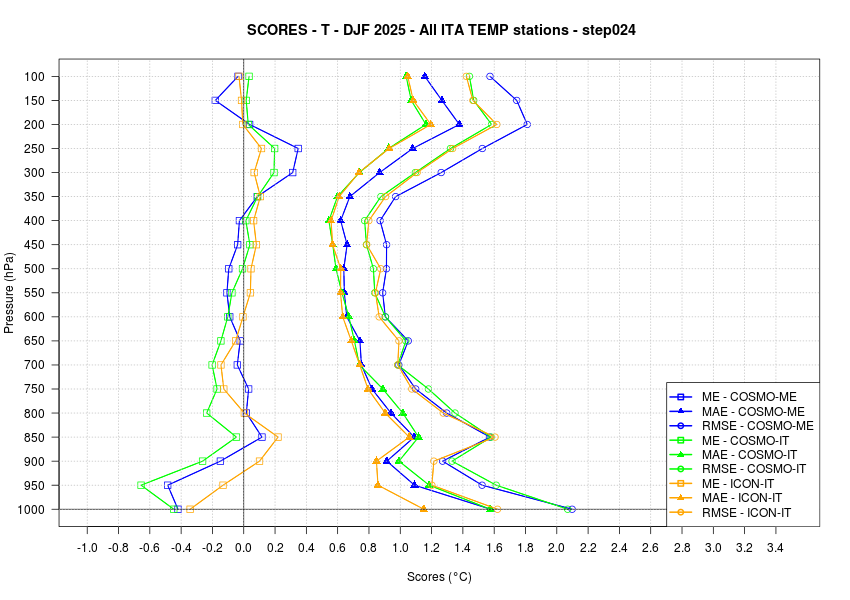 SCORES - T - DJF 2025 - All ITA TEMP stations - step024
Pressure (hPa)
100
150
200
250
300
350
400
450
500
550
600
650
700
750
800
850
900
950
1000
ME - COSMO-ME
MAE - COSMO-ME
RMSE - COSMO-ME
ME - COSMO-IT
MAE - COSMO-IT
RMSE - COSMO-IT
ME - ICON-IT
MAE - ICON-IT
RMSE - ICON-IT
-1.0 -0.8 -0.6 -0.4 -0.2 0.0 0.2 0.4 0.6 0.8 1.0 1.2 1.4 1.6 1.8 2.0 2.2 2.4 2.6 2.8 3.0 3.2 3.4
Scores (°C)